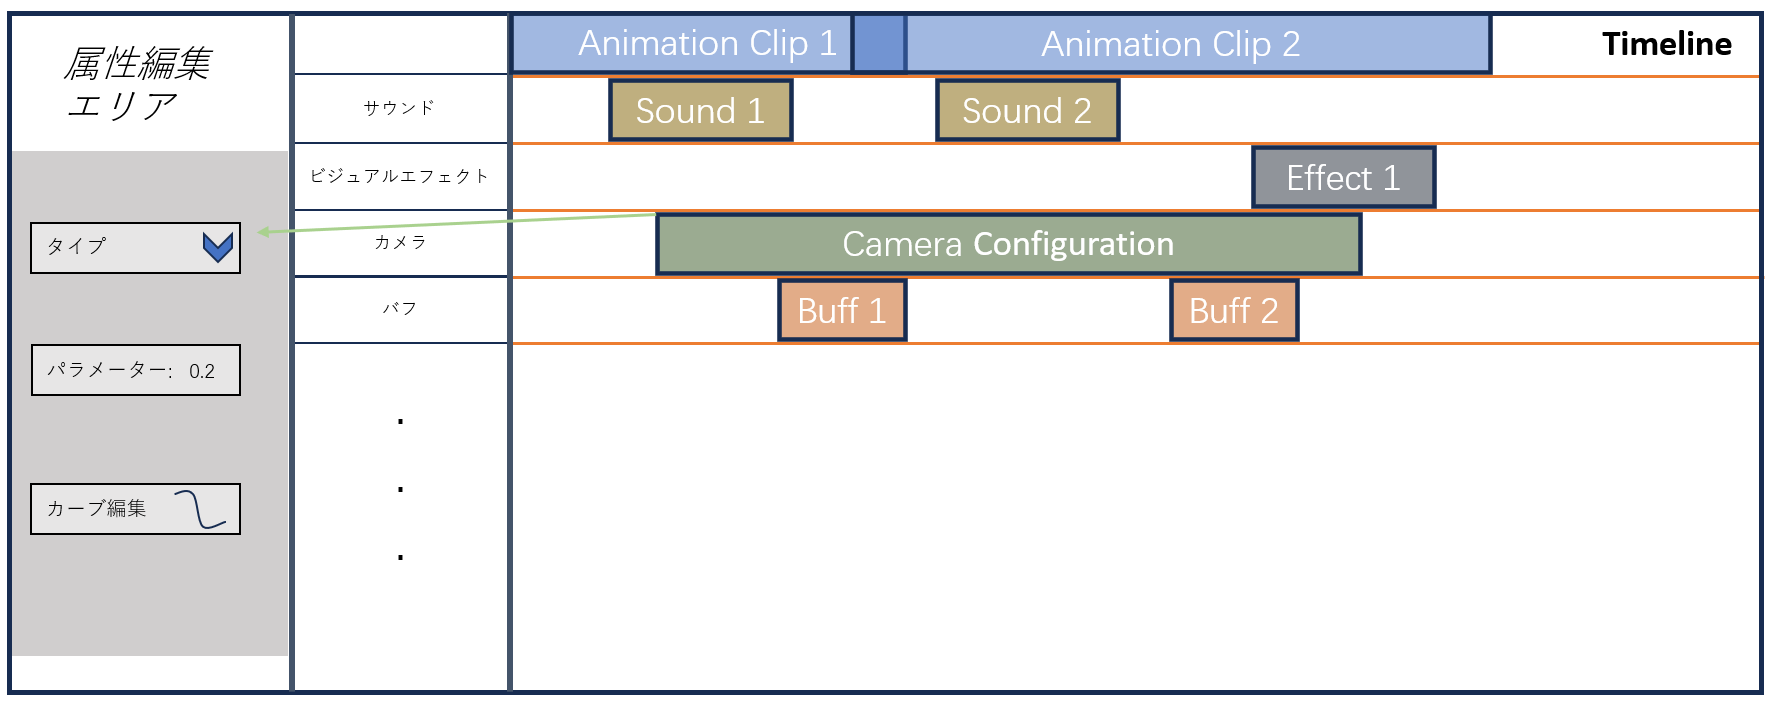 属性編集
エリア
タイプ
パラメーター: 0.2
カーブ編集
サウンド
ビジュアルエフェクト
カメラ
バフ
.
.
.
Animation Clip 1
Animation Clip 2
Timeline
Sound 1
Sound 2
Effect 1
Camera Configuration
Buff 1
Buff 2